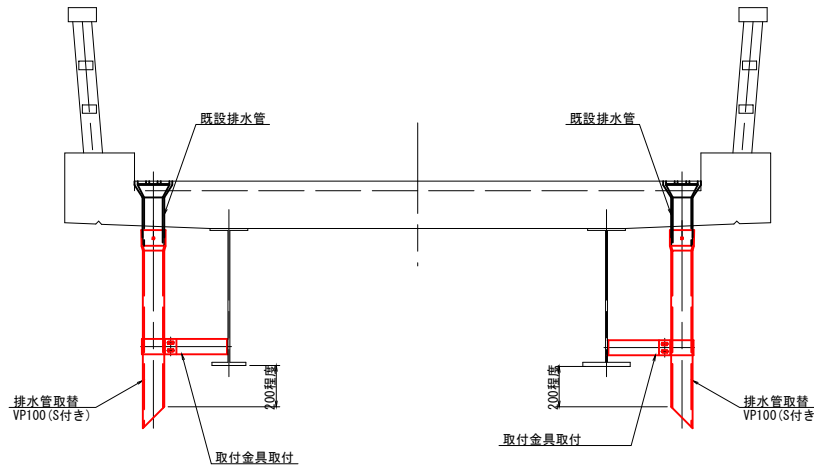 既設排水管
既設排水管
200程度
200程度
排水管取替
VP100(S付き)
排水管取替
VP100(S付き
取付金具取付
取付金具取付